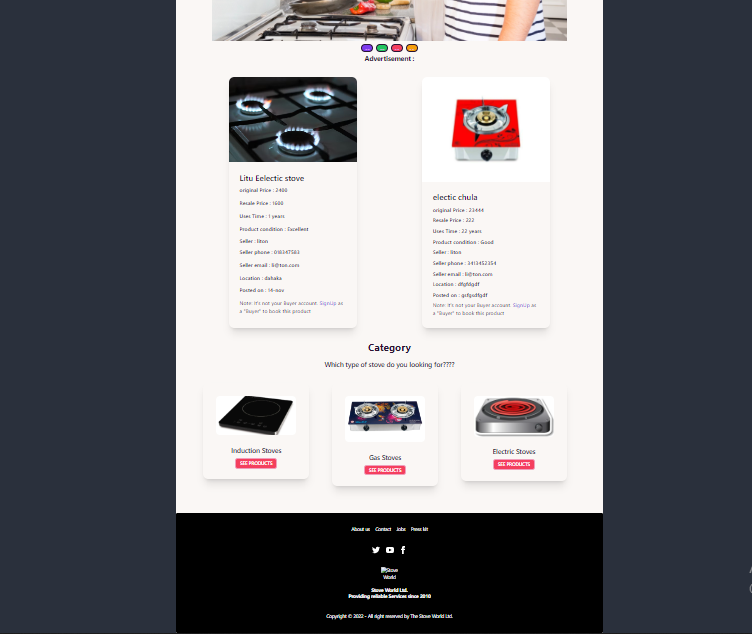 Advertisement :
Litu Eelectic stove
original Price : 2400
Resale Price : 1600
Uses Time : 1 years
Product condition : Excellent
Seller : liton
Seller phone : 018347583
Seller email : li@ton.com
Location : dahaka
Posted on : 14-nov
Note: It's not your Buyer account. SignUp as
a "Buyer" to book this product
electic chula
original Price : 23444
Resale Price : 222
Uses Time : 22 years
Product condition : Good
Seller : liton
Seller phone : 3413452354
Seller email : li@ton.com
Location : dfgfdgdf
Posted on : gsfgsdfgdf
Note: It's not your Buyer account. SignUp as
a "Buyer" to book this product
Category
Which type of stove do you looking for????
Induction Stoves
SEE PRODUCTS
Gas Stoves
SEE PRODUCTS
Electric Stoves
SEE PRODUCTS
About us Contact Jobs Press kit
Stove
World
Stove World Ltd.
Providing reliable Services since 2010
Copyright © 2022 - All right reserved by The Stove World Ltd.